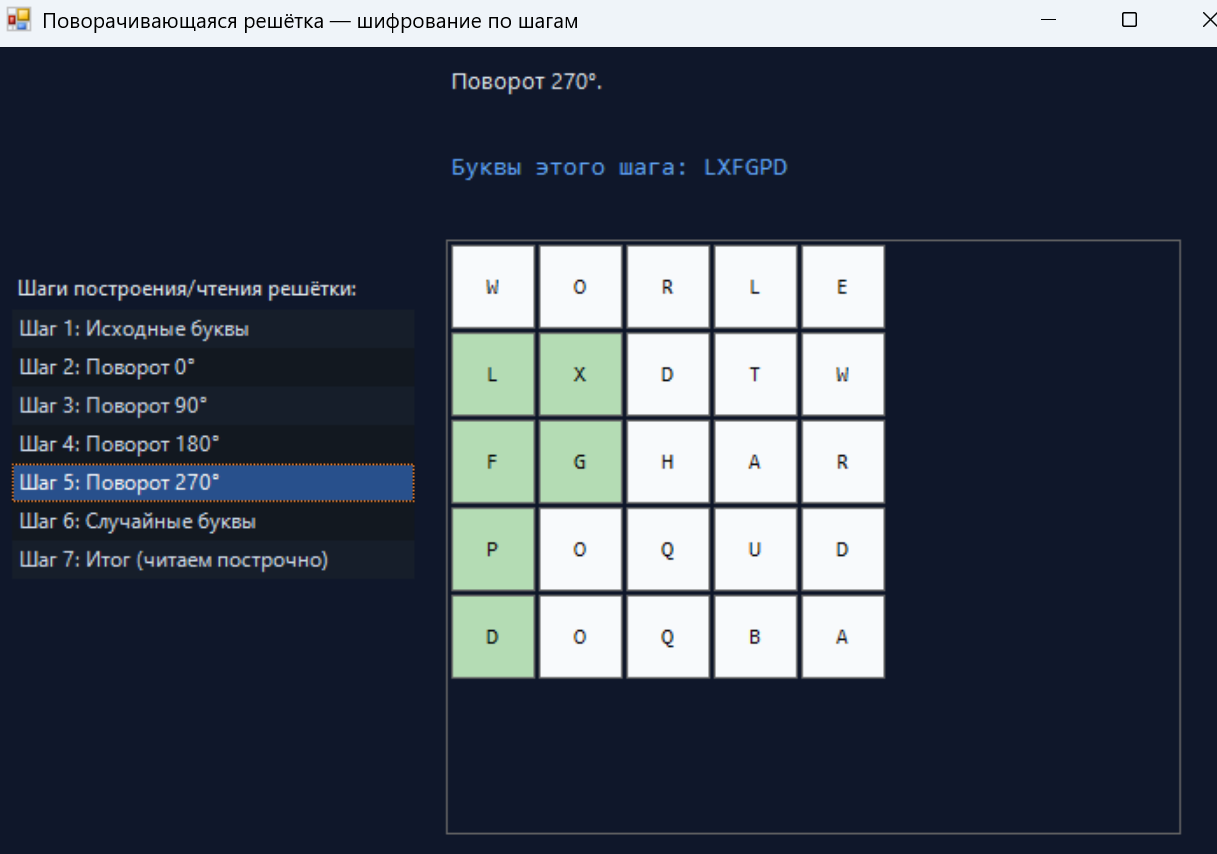 Поворачивающаяся решётка — шифрование по шагам
Поворот 270°.
Буквы этого шага: LXFGPD
Шаги построения/чтения решётки:
Шаг 1: Исходные буквы
Шаг 2: Поворот 0°
Шаг 3: Поворот 90°
Шаг 4: Поворот 180°
Шаг 5: Поворот 270°
Шаг 6: Случайные буквы
Шаг 7: Итог (читаем построчно)
W O R L E
L X D T W
F G H A R
P O Q U D
D O Q B A